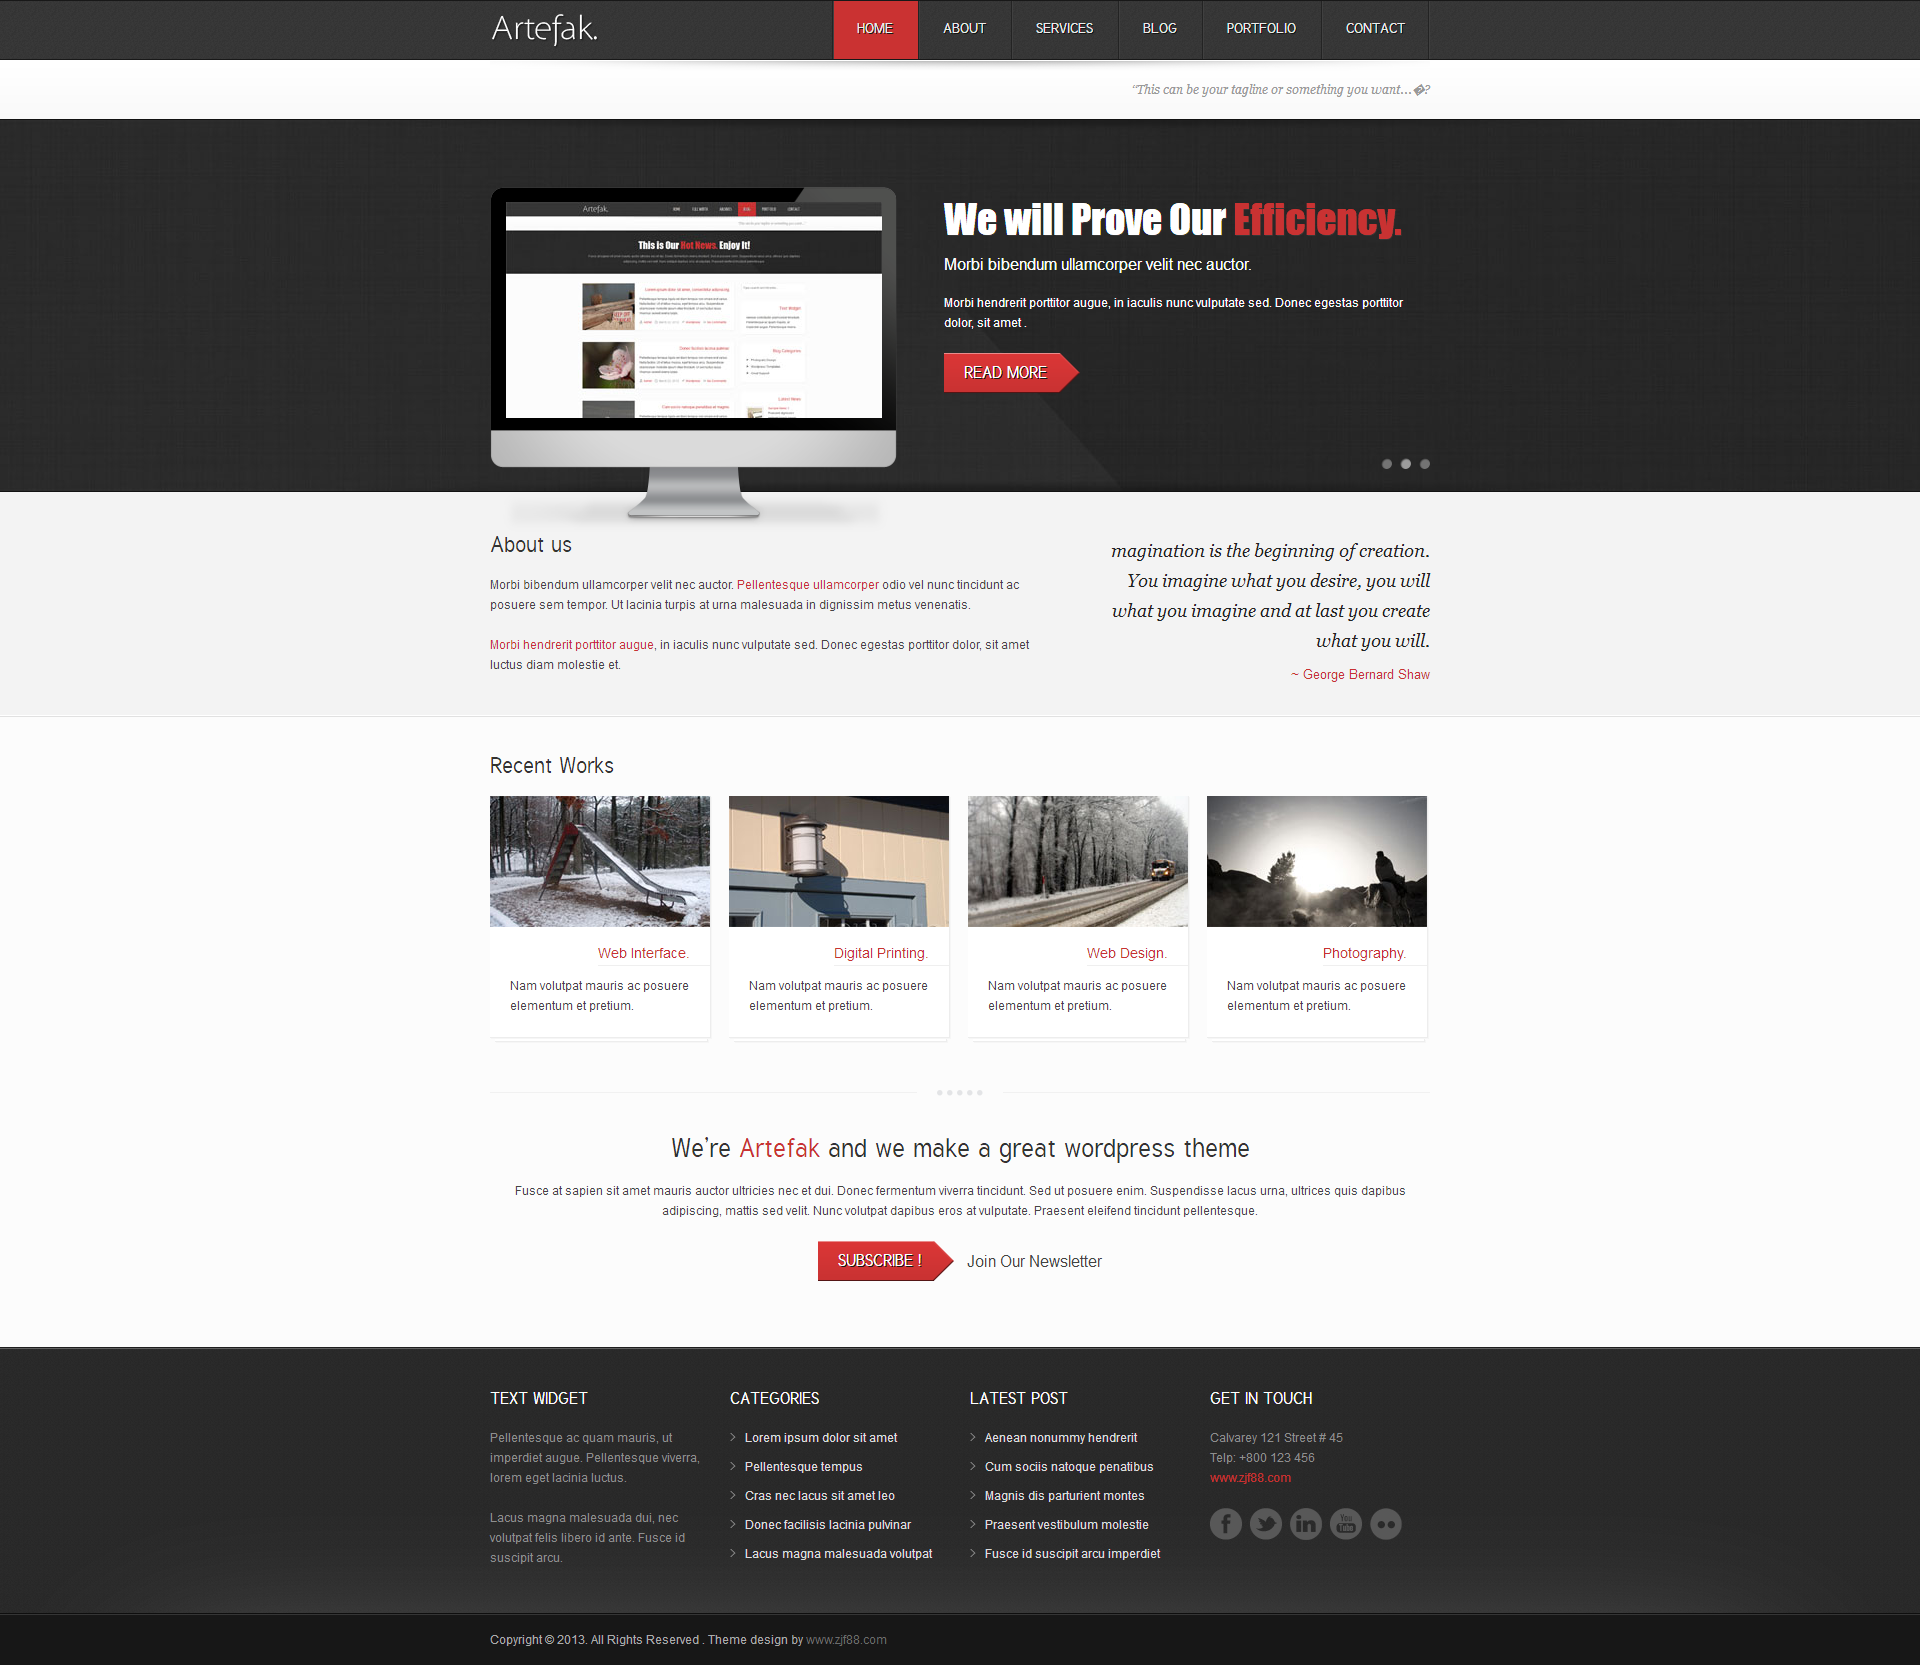 Artefak.
HOME
ABOUT
SERVICES
BLOG
PORTFOLIO
CONTACT
“This can be your tagline or something you want…�?
Artefak.
This is Our Hot News. Enjoy It!
We will Prove Our Efficiency.
Morbi bibendum ullamcorper velit nec auctor.
Morbi hendrerit porttitor augue, in iaculis nunc vulputate sed. Donec egestas porttitor
dolor, sit amet .
READ MORE
About us
Morbi bibendum ullamcorper velit nec auctor. Pellentesque ullamcorper odio vel nunc tincidunt ac
posuere sem tempor. Ut lacinia turpis at urna malesuada in dignissim metus venenatis.
Morbi hendrerit porttitor augue, in iaculis nunc vulputate sed. Donec egestas porttitor dolor, sit amet
luctus diam molestie et.
magination is the beginning of creation.
You imagine what you desire, you will
what you imagine and at last you create
what you will.
~ George Bernard Shaw
Recent Works
Web Interface.
Nam volutpat mauris ac posuere
elementum et pretium.
Digital Printing.
Nam volutpat mauris ac posuere
elementum et pretium.
Web Design.
Nam volutpat mauris ac posuere
elementum et pretium.
Photography.
Nam volutpat mauris ac posuere
elementum et pretium.
We’re Artefak and we make a great wordpress theme
Fusce at sapien sit amet mauris auctor ultricies nec et dui. Donec fermentum viverra tincidunt. Sed ut posuere enim. Suspendisse lacus urna, ultrices quis dapibus
adipiscing, mattis sed velit. Nunc volutpat dapibus eros at vulputate. Praesent eleifend tincidunt pellentesque.
SUBSCRIBE !
Join Our Newsletter
TEXT WIDGET
Pellentesque ac quam mauris, ut
imperdiet augue. Pellentesque viverra,
lorem eget lacinia luctus.
Lacus magna malesuada dui, nec
volutpat felis libero id ante. Fusce id
suscipit arcu.
CATEGORIES
Lorem ipsum dolor sit amet
Pellentesque tempus
Cras nec lacus sit amet leo
Donec facilisis lacinia pulvinar
Lacus magna malesuada volutpat
LATEST POST
Aenean nonummy hendrerit
Cum sociis natoque penatibus
Magnis dis parturient montes
Praesent vestibulum molestie
Fusce id suscipit arcu imperdiet
GET IN TOUCH
Calvarey 121 Street # 45
Telp: +800 123 456
www.zjf88.com
f
in
You
Tube
Copyright © 2013. All Rights Reserved . Theme design by www.zjf88.com